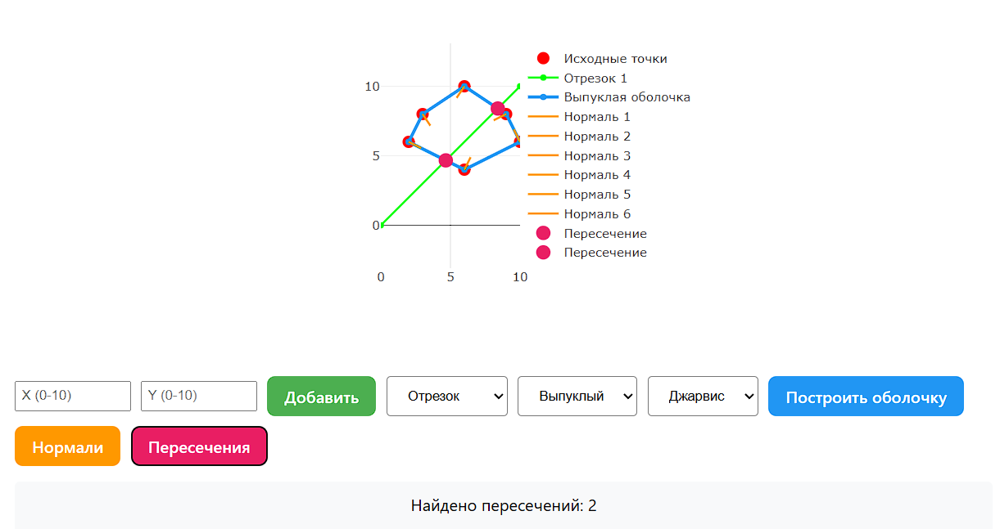 10
5
0
0 5 10
Исходные точки
Отрезок 1
Выпуклая оболочка
Нормаль 1
Нормаль 2
Нормаль 3
Нормаль 4
Нормаль 5
Нормаль 6
Пересечение
Пересечение
X (0-10) Y (0-10) Добавить Отрезок Выпуклый Джарвис Построить оболочку
Нормали Пересечения
Найдено пересечений: 2